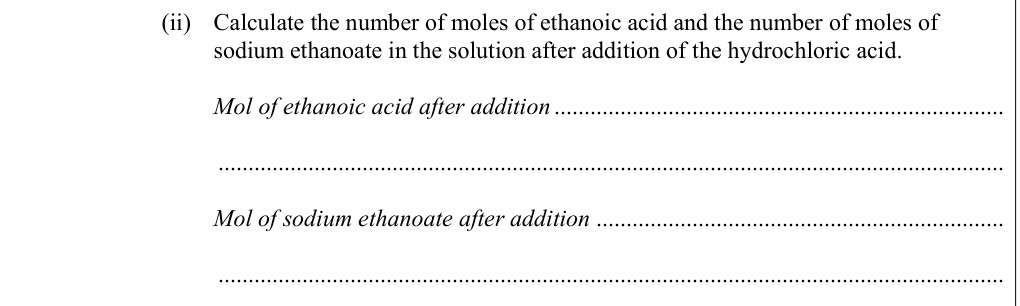 (ii) Calculate the number of moles of ethanoic acid and the number of moles of
sodium ethanoate in the solution after addition of the hydrochloric acid.
Mol of ethanoic acid after addition ............................................................................
....................................................................................................................................
Mol of sodium ethanoate after addition .....................................................................
....................................................................................................................................